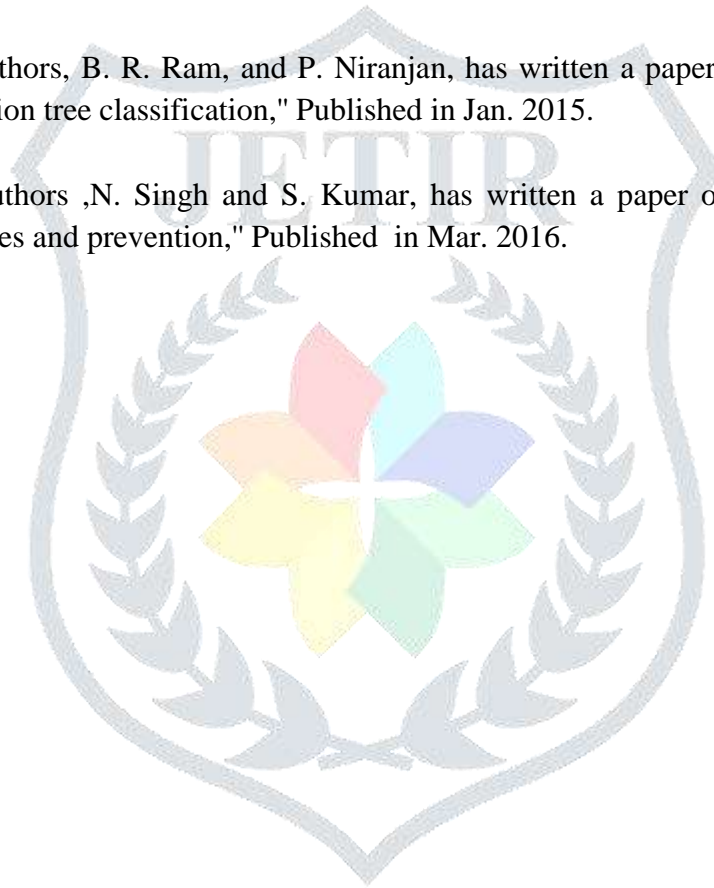 thors, B. R. Ram, and P. Niranjan, has written a paper
ion tree classification," Published in Jan. 2015.
uthors ,N. Singh and S. Kumar, has written a paper o
es and prevention," Published in Mar. 2016.
JETIR